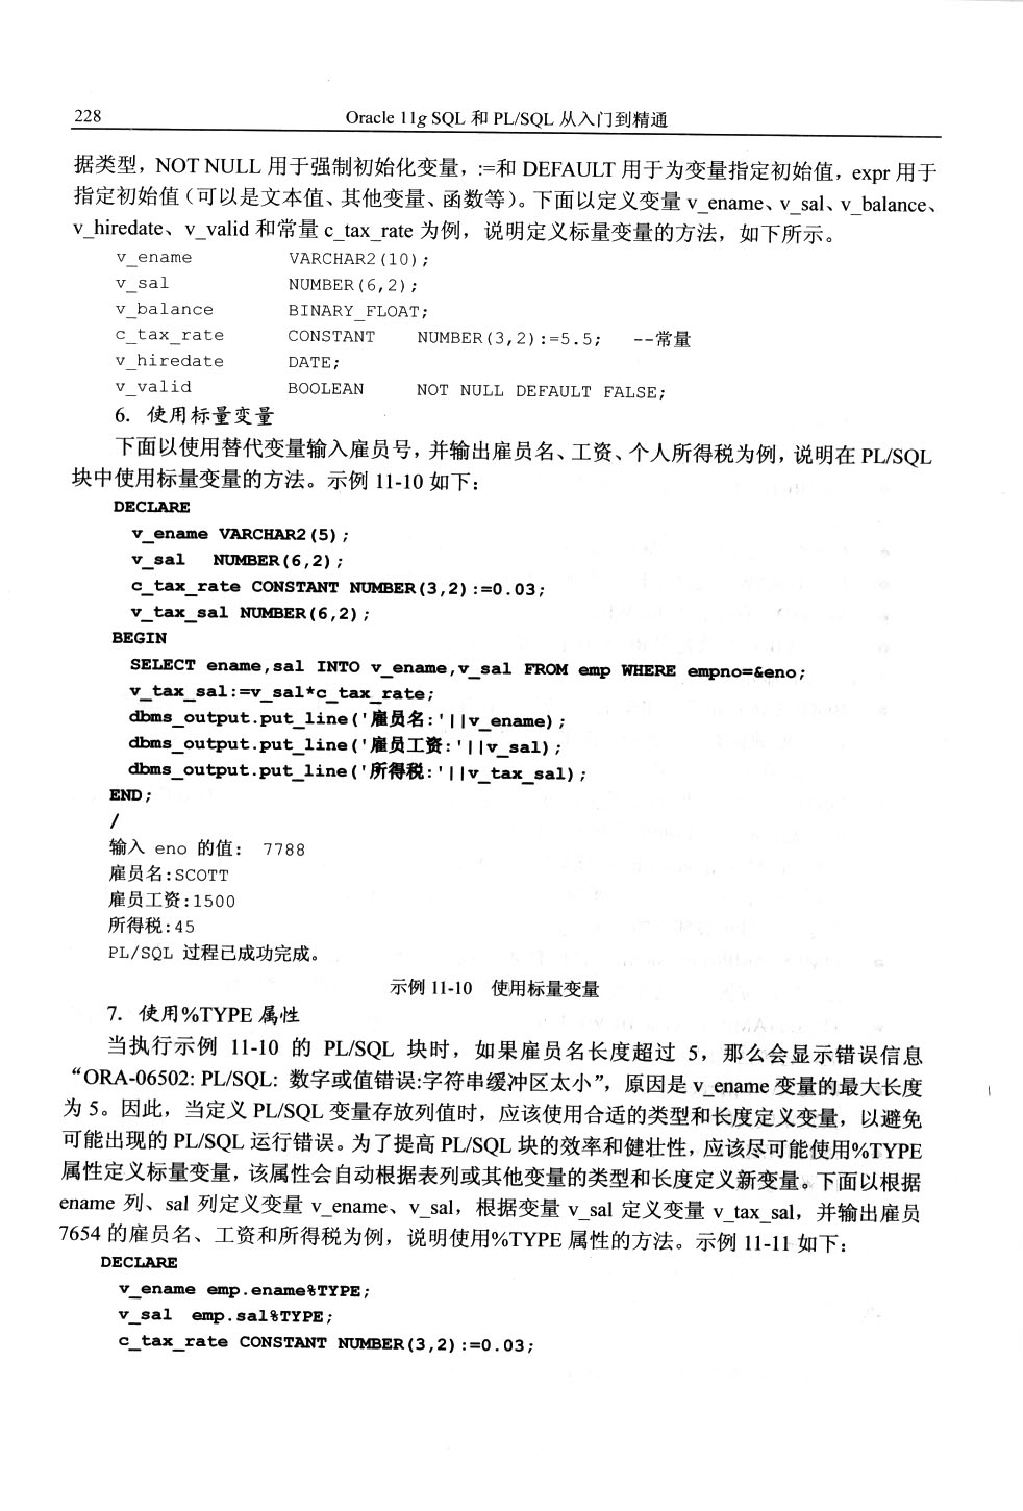 228
Oracle 11g SQL 和 PL/SQL 从入门到精通
据类型，NOT NULL 用于强制初始化变量，:=和 DEFAULT 用于为变量指定初始值，expr 用于
指定初始值（可以是文本值、其他变量、函数等）。下面以定义变量 v_ename、v_sal、v_balance、
v_hiredate、v_valid 和常量 c_tax_rate 为例，说明定义标量变量的方法，如下所示。
v_ename VARCHAR2(10);
v_sal NUMBER(6,2);
v_balance BINARY_FLOAT;
c_tax_rate CONSTANT NUMBER(3,2):=5.5; --常量
v_hiredate DATE;
v_valid BOOLEAN NOT NULL DEFAULT FALSE;
6. 使用标量变量
下面以使用替代变量输入雇员号，并输出雇员名、工资、个人所得税为例，说明在 PL/SQL
块中使用标量变量的方法。示例 11-10 如下：
DECLARE
v_ename VARCHAR2(5);
v_sal NUMBER(6,2);
c_tax_rate CONSTANT NUMBER(3,2):=0.03;
v_tax_sal NUMBER(6,2);
BEGIN
SELECT ename,sal INTO v_ename,v_sal FROM emp WHERE empno=&eno;
v_tax_sal:=v_sal*c_tax_rate;
dbms_output.put_line('雇员名:'||v_ename);
dbms_output.put_line('雇员工资:'||v_sal);
dbms_output.put_line('所得税:'||v_tax_sal);
END;
/
输入 eno 的值: 7788
雇员名:SCOTT
雇员工资:1500
所得税:45
PL/SQL 过程已成功完成。
示例 11-10 使用标量变量
7. 使用%TYPE 属性
当执行示例 11-10 的 PL/SQL 块时，如果雇员名长度超过 5，那么会显示错误信息
“ORA-06502: PL/SQL: 数字或值错误:字符串缓冲区太小”，原因是 v_ename 变量的最大长度
为 5。因此，当定义 PL/SQL 变量存放列值时，应该使用合适的类型和长度定义变量，以避免
可能出现的 PL/SQL 运行错误。为了提高 PL/SQL 块的效率和健壮性，应该尽可能使用%TYPE
属性定义标量变量，该属性会自动根据表列或其他变量的类型和长度定义新变量。下面以根据
ename 列、sal 列定义变量 v_ename、v_sal，根据变量 v_sal 定义变量 v_tax_sal，并输出雇员
7654 的雇员名、工资和所得税为例，说明使用%TYPE 属性的方法。示例 11-11 如下：
DECLARE
v_ename emp.ename%TYPE;
v_sal emp.sal%TYPE;
c_tax_rate CONSTANT NUMBER(3,2):=0.03;